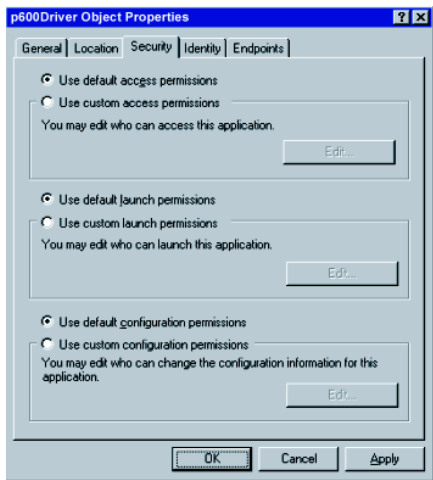 p600Driver Object Properties
General Location Security Identity Endpoints
Use default access permissions
Use custom access permissions
You may edit who can access this application.
Edit...
Use default launch permissions
Use custom launch permissions
You may edit who can launch this application.
Edit...
Use default configuration permissions
Use custom configuration permissions
You may edit who can change the configuration information for this
application.
Edit...
OK Cancel Apply